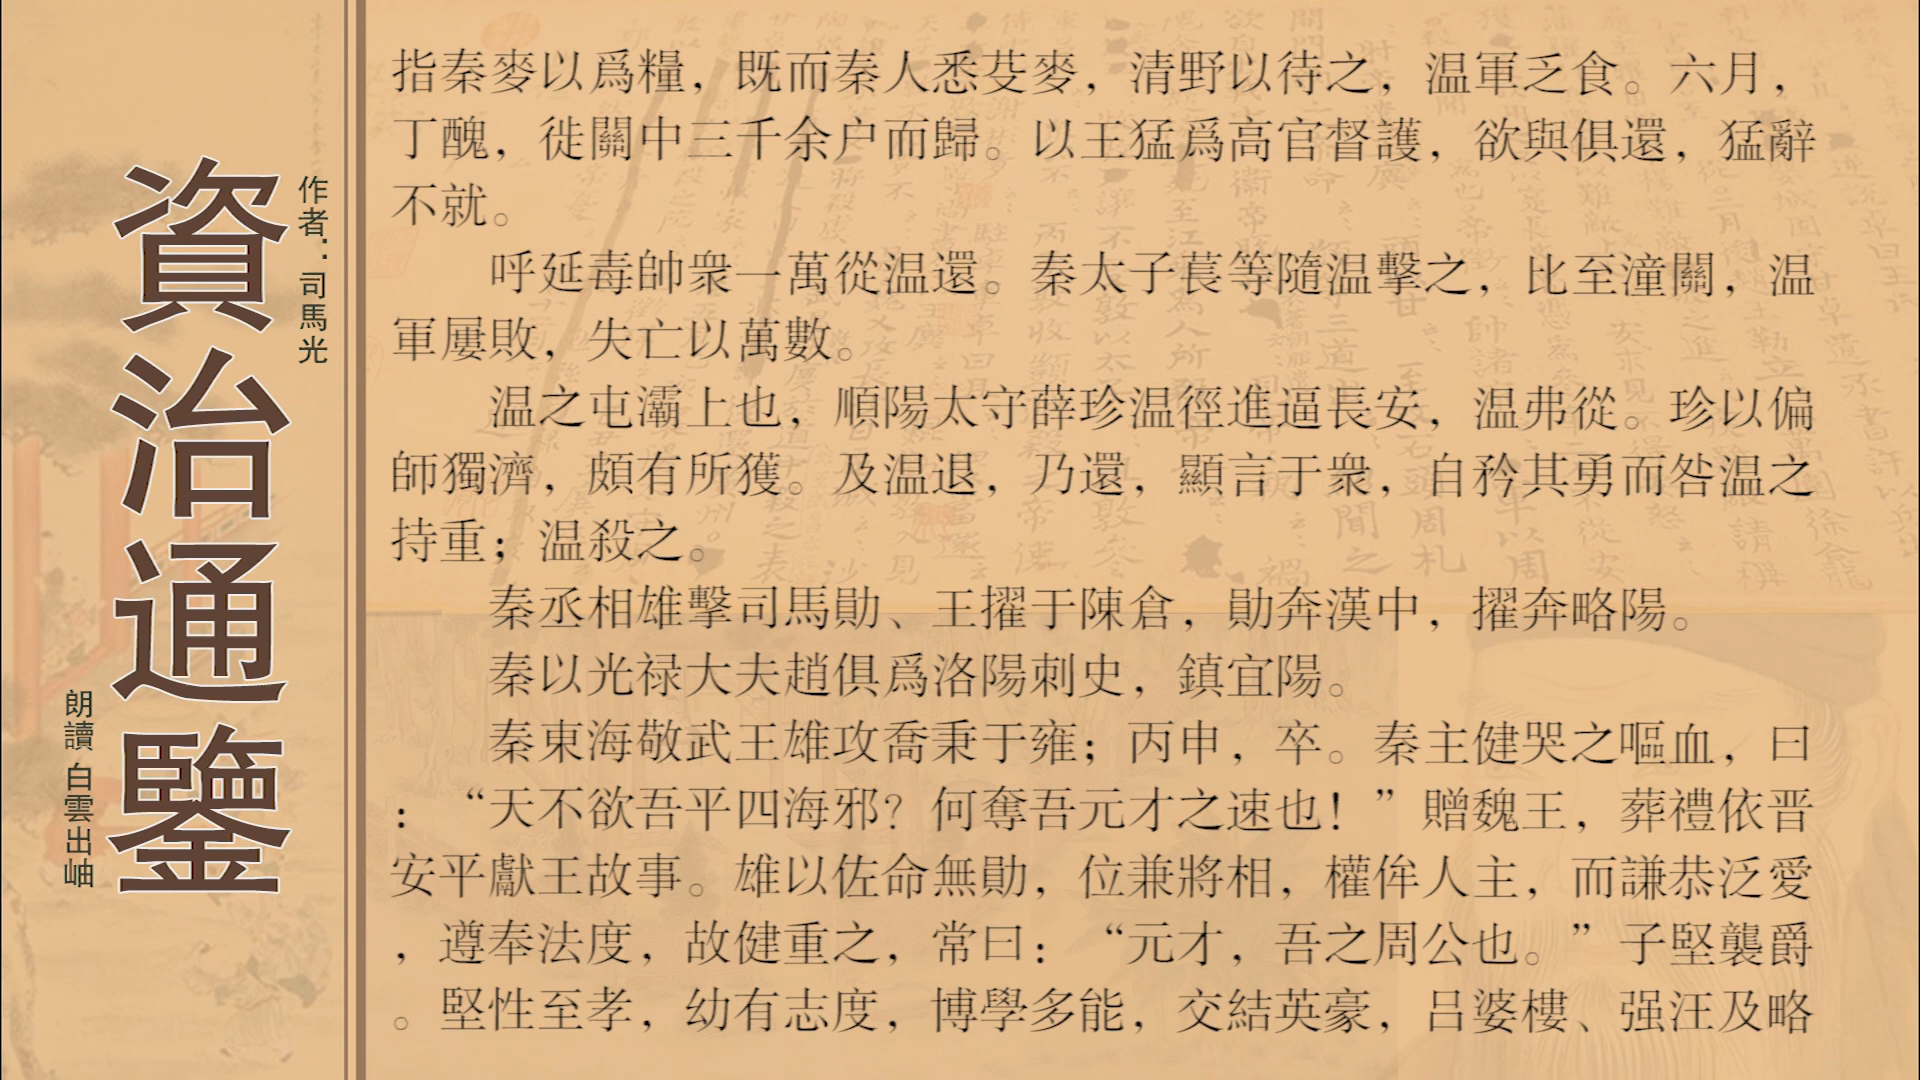 資治通鑒
作者：司馬光
朗讀 白雲出岫
指秦麥以爲糧，既而秦人悉芟麥，清野以待之，温軍乏食。六月，
丁醜，徙關中三千余户而歸。以王猛爲高官督護，欲與俱還，猛辭
不就。
呼延毒帥衆一萬從温還。秦太子萇等隨温擊之，比至潼關，温
軍屢敗，失亡以萬數。
温之屯灞上也，順陽太守薛珍温徑進逼長安，温弗從。珍以偏
師獨濟，頗有所獲。及温退，乃還，顯言于衆，自矜其勇而咎温之
持重；温殺之。
秦丞相雄擊司馬勛、王擢于陳倉，勛奔漢中，擢奔略陽。
秦以光禄大夫趙俱爲洛陽刺史，鎮宜陽。
秦東海敬武王雄攻喬秉于雍；丙申，卒。秦主健哭之嘔血，曰
：“天不欲吾平四海邪？何奪吾元才之速也！”贈魏王，葬禮依晋
安平獻王故事。雄以佐命無勛，位兼將相，權侔人主，而謙恭泛愛
，遵奉法度，故健重之，常曰：“元才，吾之周公也。”子堅襲爵
。堅性至孝，幼有志度，博學多能，交結英豪，吕婆樓、强汪及略